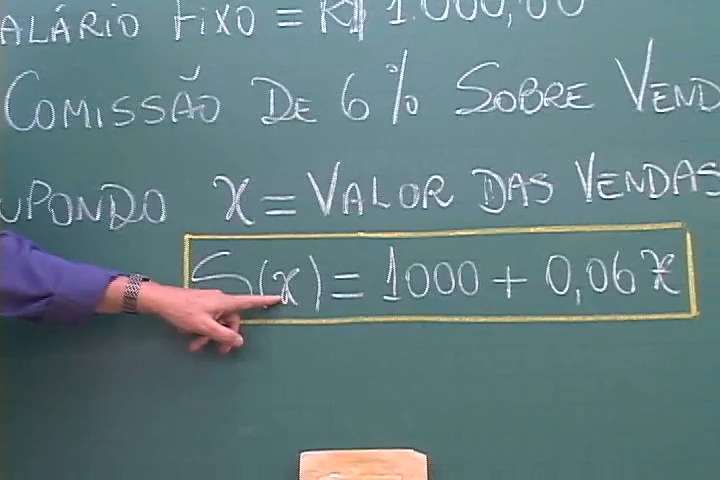 ALÁRIO FIXO = R$ 1.000,00
COMISSÃO DE 6% SOBRE VEND
UPONDO x = VALOR DAS VENDAS
S(x) = 1000 + 0,06x